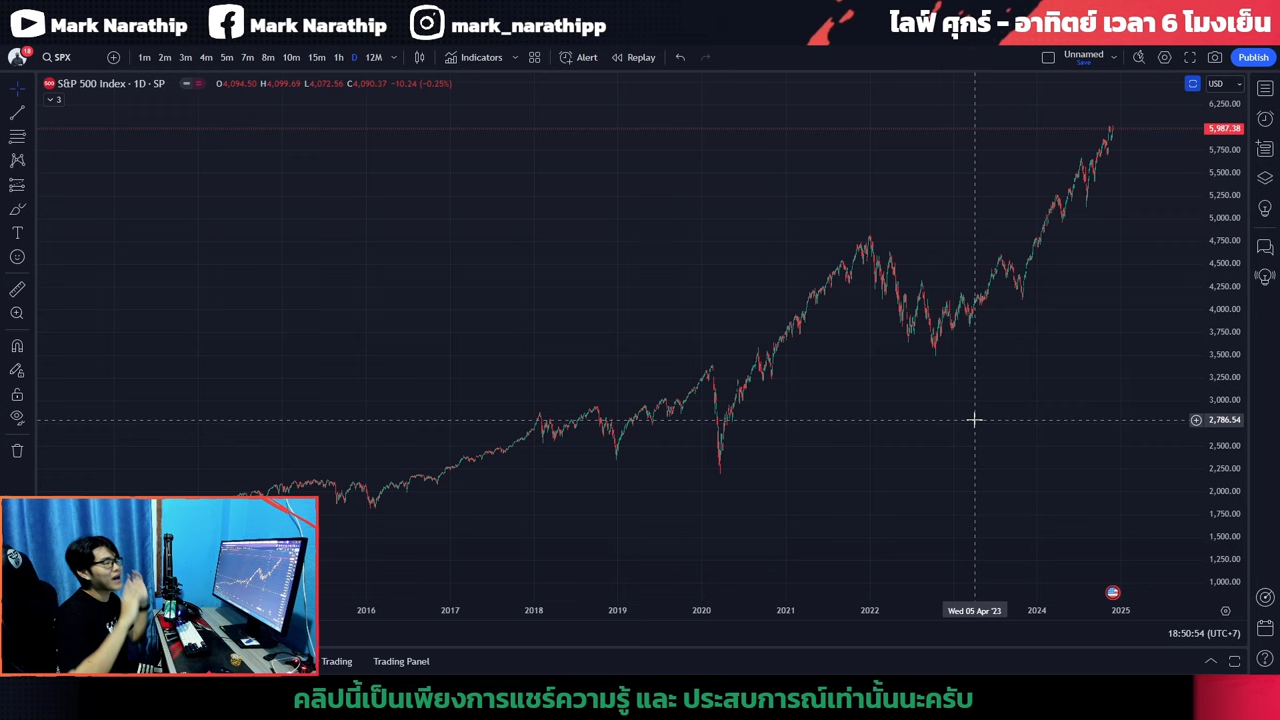 Mark Narathip Mark Narathip mark_narathipp ไลฟ์ ศุกร์ - อาทิตย์ เวลา 6 โมงเย็น
18 SPX 1m 2m 3m 4m 5m 7m 8m 10m 15m 1h D 12M Indicators Alert Replay Unnamed Publish
Save
500 S&P 500 Index · 1D · SP O4,094.50 H4,099.69 L4,072.56 C4,090.37 −10.24 (−0.25%) USD
3
6,250.00
5,987.38
5,750.00
5,500.00
5,250.00
5,000.00
4,750.00
4,500.00
4,250.00
4,000.00
3,750.00
3,500.00
3,250.00
3,000.00
2,786.54
2,500.00
2,250.00
2,000.00
1,750.00
1,500.00
1,250.00
1,000.00
2016 2017 2018 2019 2020 2021 2022 Wed 05 Apr '23 2024 2025
18:50:54 (UTC+7)
Trading Trading Panel
คลิปนี้เป็นเพียงการแชร์ความรู้ และ ประสบการณ์เท่านั้นนะครับ